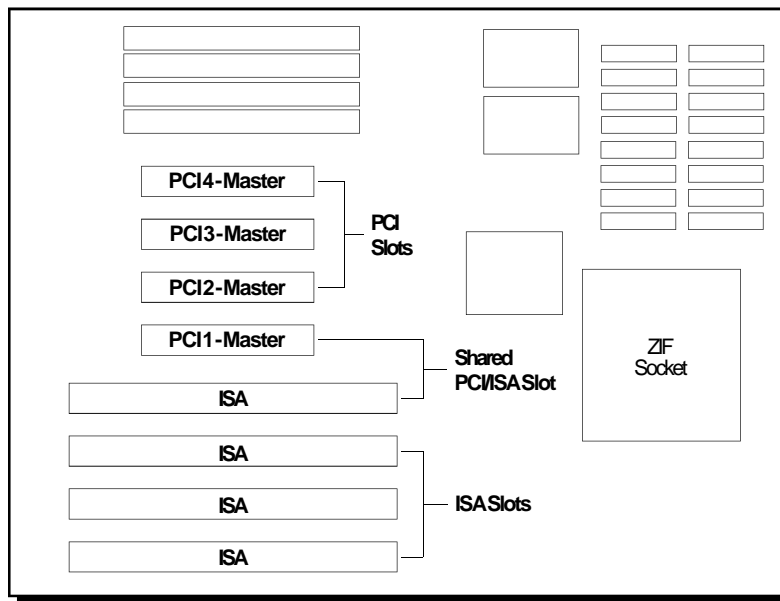 PCI4-Master
PCI3-Master
PCI2-Master
PCI1-Master
PCI
Slots
Shared
PCI/ISA Slot
ISA
ISA
ISA
ISA
ISA Slots
ZIF
Socket